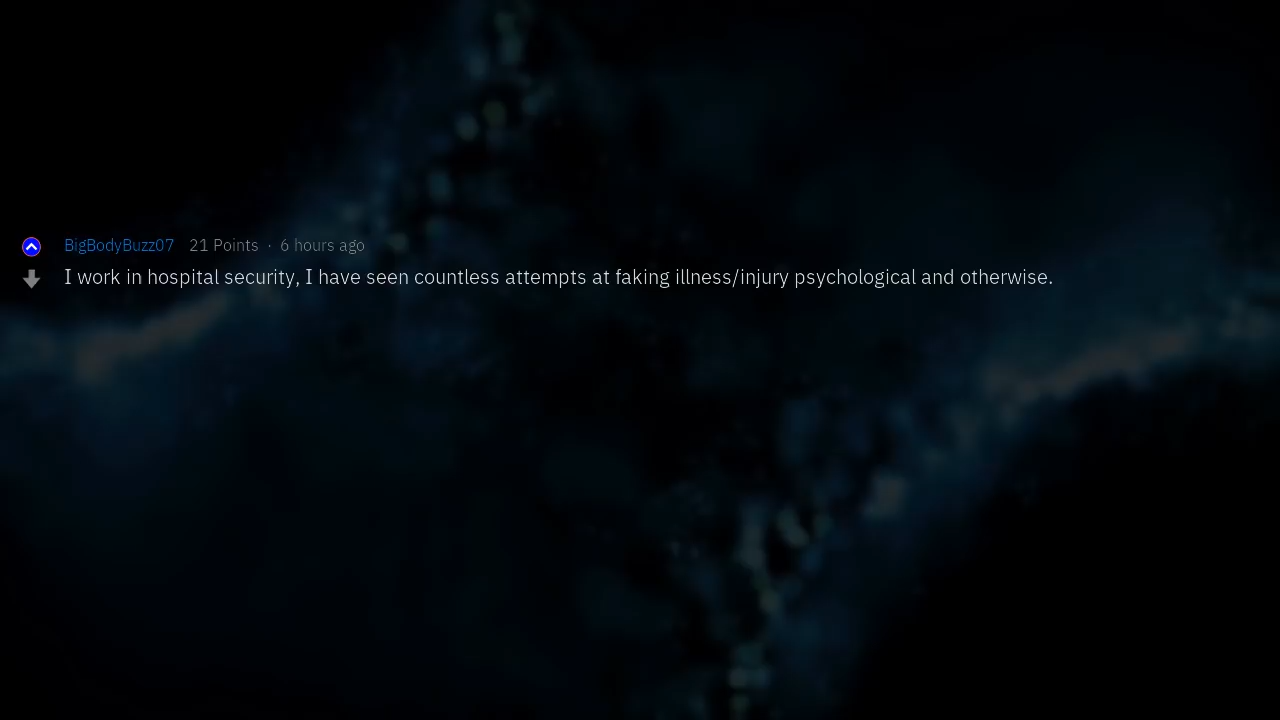 BigBodyBuzz07 21 Points · 6 hours ago
I work in hospital security, I have seen countless attempts at faking illness/injury psychological and otherwise.